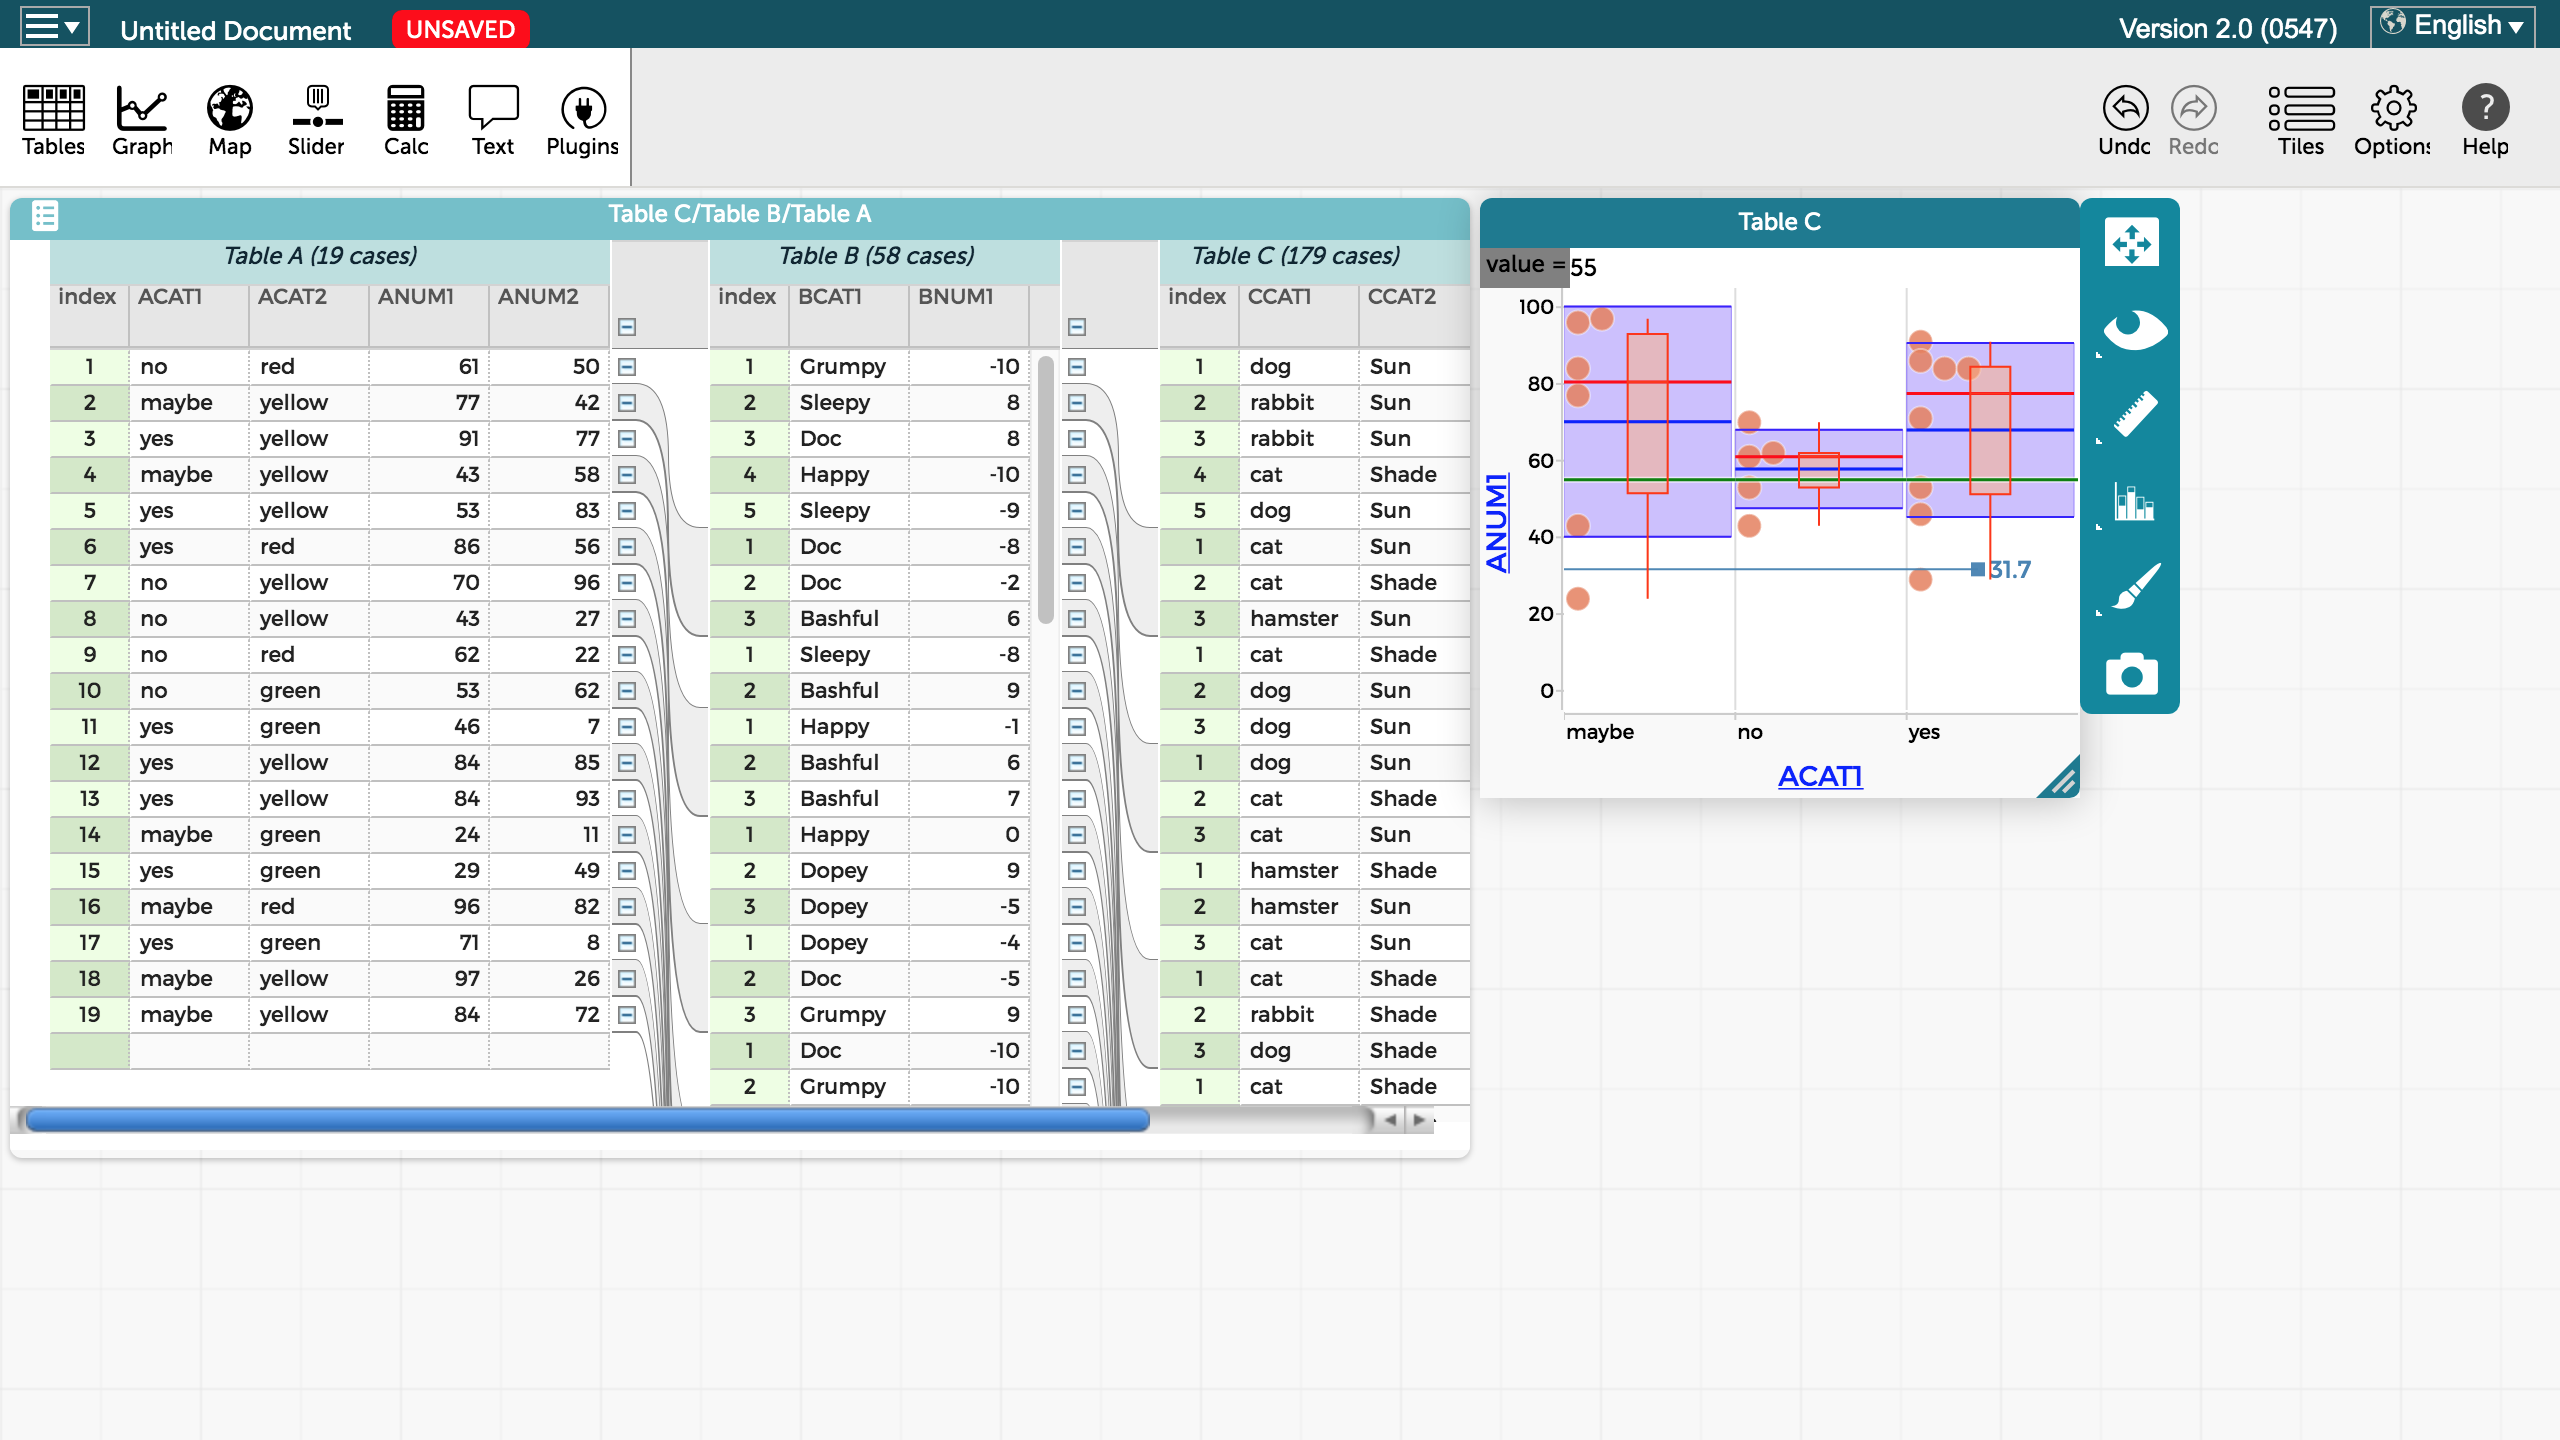 Untitled Document UNSAVED Version 2.0 (0547) English
Tables Graph Map Slider Calc Text Plugins Undo Redo Tiles Options Help
Table C/Table B/Table A
Table A (19 cases) Table B (58 cases) Table C (179 cases)
index ACAT1 ACAT2 ANUM1 ANUM2 index BCAT1 BNUM1 index CCAT1 CCAT2
1 no red 61 50 1 Grumpy -10 1 dog Sun
2 maybe yellow 77 42 2 Sleepy 8 2 rabbit Sun
3 yes yellow 91 77 3 Doc 8 3 rabbit Sun
4 maybe yellow 43 58 4 Happy -10 4 cat Shade
5 yes yellow 53 83 5 Sleepy -9 5 dog Sun
6 yes red 86 56 1 Doc -8 1 cat Sun
7 no yellow 70 96 2 Doc -2 2 cat Shade
8 no yellow 43 27 3 Bashful 6 3 hamster Sun
9 no red 62 22 1 Sleepy -8 1 cat Shade
10 no green 53 62 2 Bashful 9 2 dog Sun
11 yes green 46 7 1 Happy -1 3 dog Sun
12 yes yellow 84 85 2 Bashful 6 1 dog Sun
13 yes yellow 84 93 3 Bashful 7 2 cat Shade
14 maybe green 24 11 1 Happy 0 3 cat Sun
15 yes green 29 49 2 Dopey 9 1 hamster Shade
16 maybe red 96 82 3 Dopey -5 2 hamster Sun
17 yes green 71 8 1 Dopey -4 3 cat Sun
18 maybe yellow 97 26 2 Doc -5 1 cat Shade
19 maybe yellow 84 72 3 Grumpy 9 2 rabbit Shade
1 Doc -10 3 dog Shade
2 Grumpy -10 1 cat Shade
Table C
value = 55
100
80
60
40
20
0
ANUM1
31.7
maybe no yes
ACAT1